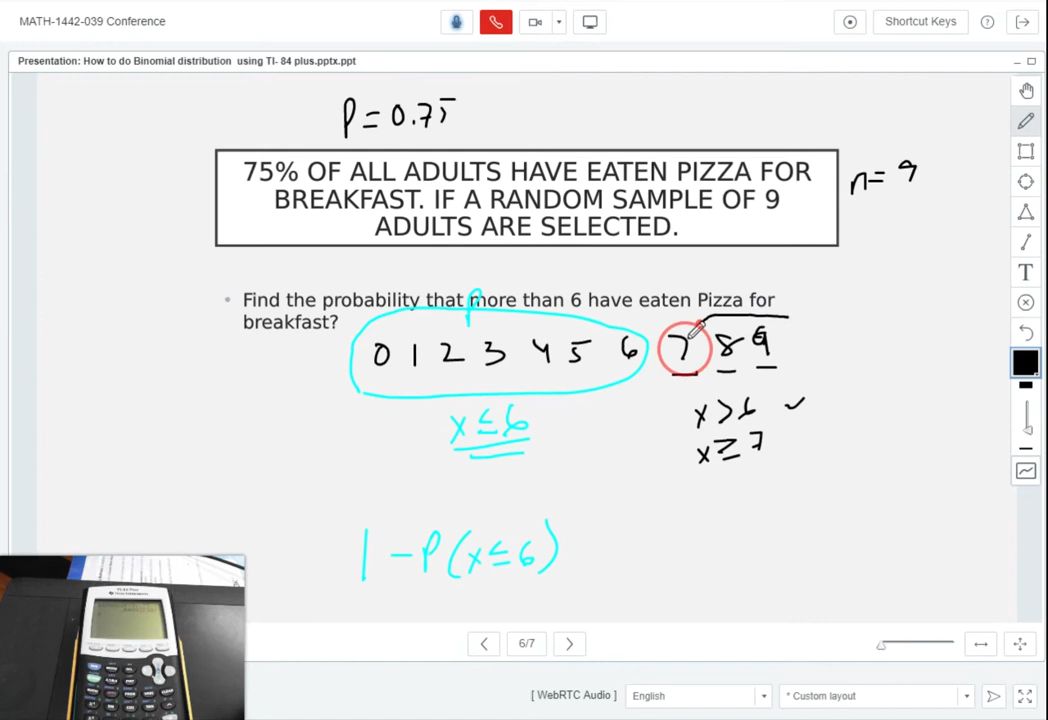 MATH-1442-039 Conference
Shortcut Keys
Presentation: How to do Binomial distribution using TI- 84 plus.pptx.ppt
P = 0.75
75% OF ALL ADULTS HAVE EATEN PIZZA FOR
BREAKFAST. IF A RANDOM SAMPLE OF 9
ADULTS ARE SELECTED.
n= 9
• Find the probability that more than 6 have eaten Pizza for
breakfast?
P
0 1 2 3 4 5 6 7 8 9
x ≤ 6
x > 6 ✓
x ≥ 7
1 - P(x ≤ 6)
T
6/7
[ WebRTC Audio ]
English
* Custom layout